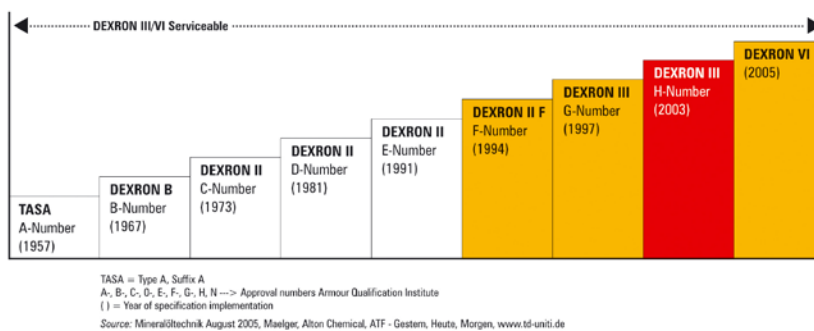 DEXRON III/VI Serviceable
TASA
A-Number
(1957)
DEXRON B
B-Number
(1967)
DEXRON II
C-Number
(1973)
DEXRON II
D-Number
(1981)
DEXRON II
E-Number
(1991)
DEXRON II F
F-Number
(1994)
DEXRON III
G-Number
(1997)
DEXRON III
H-Number
(2003)
DEXRON VI
(2005)
TASA = Type A, Suffix A
A-, B-, C-, O-, E-, F-, G-, H, N ---> Approval numbers Armour Qualification Institute
( ) = Year of specification implementation
Source: Mineralöltechnik August 2005, Maelger, Alton Chemical, ATF - Gestern, Heute, Morgen, www.td-uniti.de